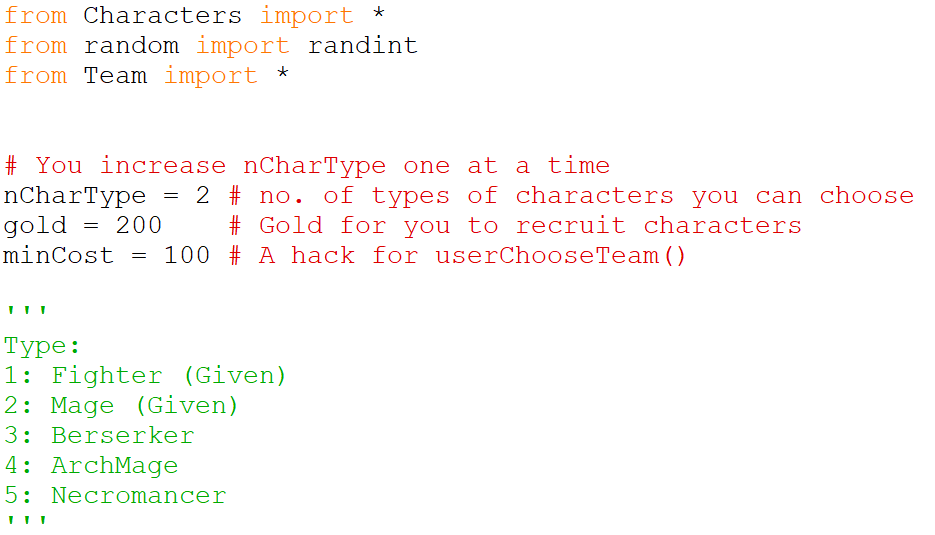 from Characters import *
from random import randint
from Team import *
# You increase nCharType one at a time
nCharType = 2 # no. of types of characters you can choose
gold = 200    # Gold for you to recruit characters
minCost = 100 # A hack for userChooseTeam()
'''
Type:
1: Fighter (Given)
2: Mage (Given)
3: Berserker
4: ArchMage
5: Necromancer
'''